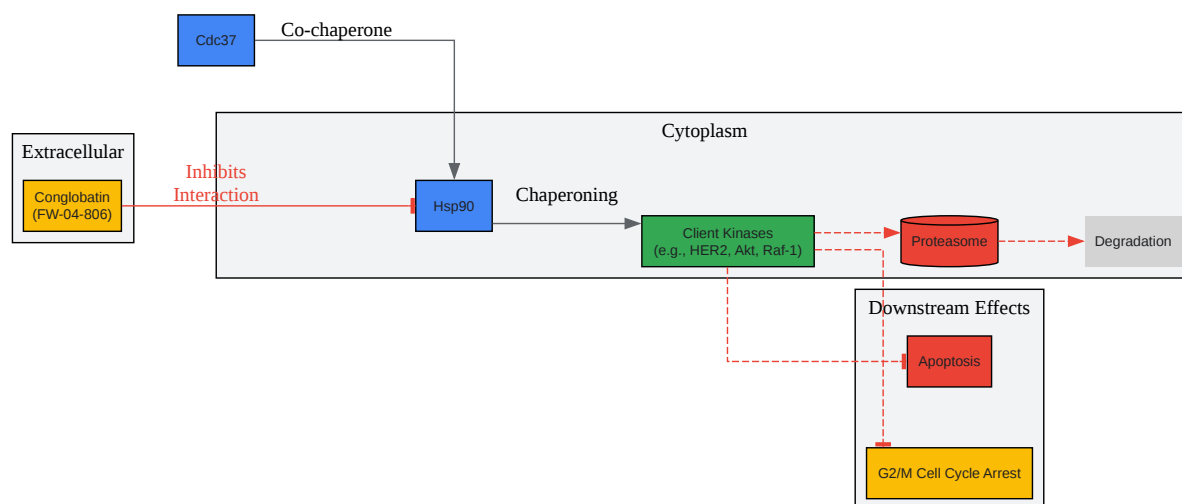 Cdc37
Co-chaperone
Cytoplasm
Extracellular
Conglobatin
(FW-04-806)
Inhibits
Interaction
Hsp90
Chaperoning
Client Kinases
(e.g., HER2, Akt, Raf-1)
Proteasome
Degradation
Downstream Effects
Apoptosis
G2/M Cell Cycle Arrest